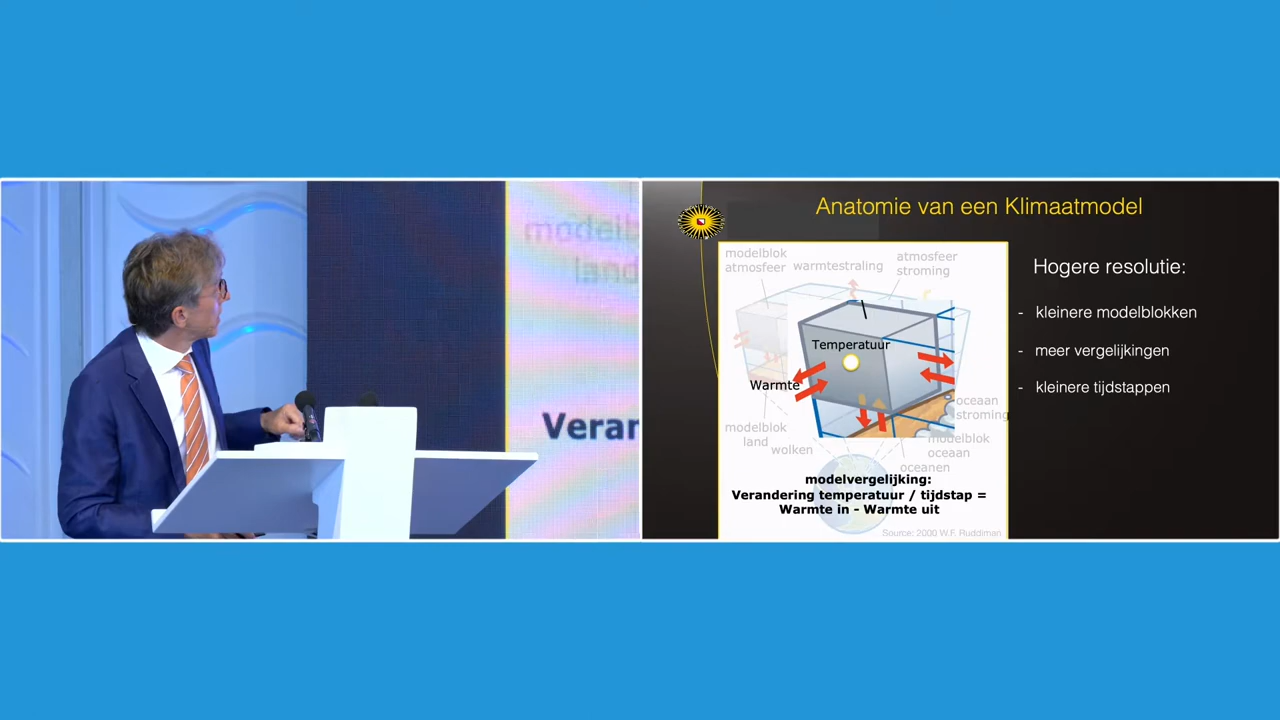 modelb
land
Veran
Anatomie van een Klimaatmodel
modelblok
atmosfeer
warmtestraling
atmosfeer
stroming
Temperatuur
Warmte
oceaan
stroming
modelblok
land
wolken
modelblok
oceaan
oceanen
modelvergelijking:
Verandering temperatuur / tijdstap =
Warmte in - Warmte uit
Source: 2000 W.F. Ruddiman
Hogere resolutie:
- kleinere modelblokken
- meer vergelijkingen
- kleinere tijdstappen